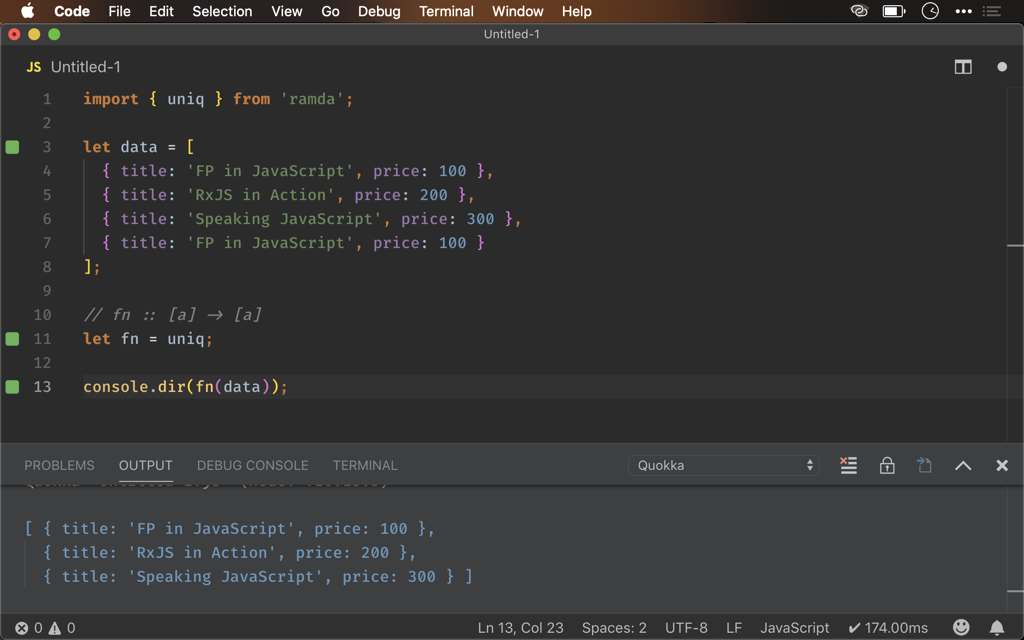 Code File Edit Selection View Go Debug Terminal Window Help
Untitled-1
JS Untitled-1
1 import { uniq } from 'ramda';
2
3 let data = [
4 { title: 'FP in JavaScript', price: 100 },
5 { title: 'RxJS in Action', price: 200 },
6 { title: 'Speaking JavaScript', price: 300 },
7 { title: 'FP in JavaScript', price: 100 }
8 ];
9
10 // fn :: [a] → [a]
11 let fn = uniq;
12
13 console.dir(fn(data));
PROBLEMS OUTPUT DEBUG CONSOLE TERMINAL Quokka
[ { title: 'FP in JavaScript', price: 100 },
{ title: 'RxJS in Action', price: 200 },
{ title: 'Speaking JavaScript', price: 300 } ]
0 0 Ln 13, Col 23 Spaces: 2 UTF-8 LF JavaScript ✔ 174.00ms